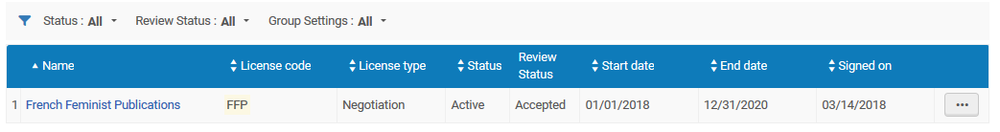 Status : All Review Status : All Group Settings : All
Name License code License type Status Review Status Start date End date Signed on
1 French Feminist Publications FFP Negotiation Active Accepted 01/01/2018 12/31/2020 03/14/2018